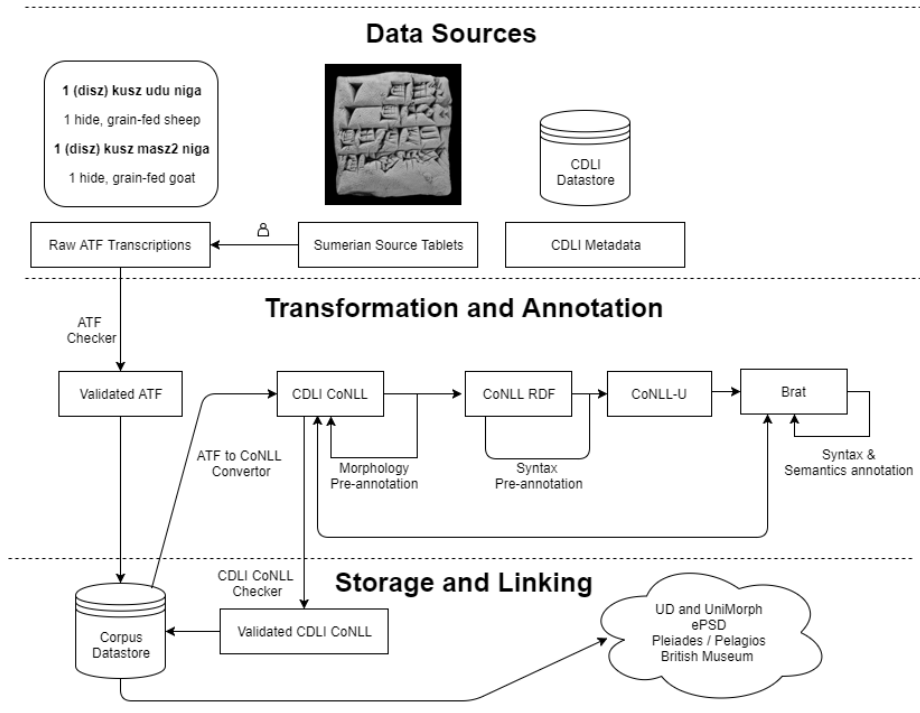 Data Sources
1 (disz) kusz udu niga
1 hide, grain-fed sheep
1 (disz) kusz masz2 niga
1 hide, grain-fed goat
CDLI
Datastore
Raw ATF Transcriptions
Sumerian Source Tablets
CDLI Metadata
Transformation and Annotation
ATF
Checker
Validated ATF
CDLI CoNLL
CoNLL RDF
CoNLL-U
Brat
ATF to CoNLL
Convertor
Morphology
Pre-annotation
Syntax
Pre-annotation
Syntax &
Semantics annotation
Storage and Linking
CDLI CoNLL
Checker
Corpus
Datastore
Validated CDLI CoNLL
UD and UniMorph
ePSD
Pleiades / Pelagios
British Museum